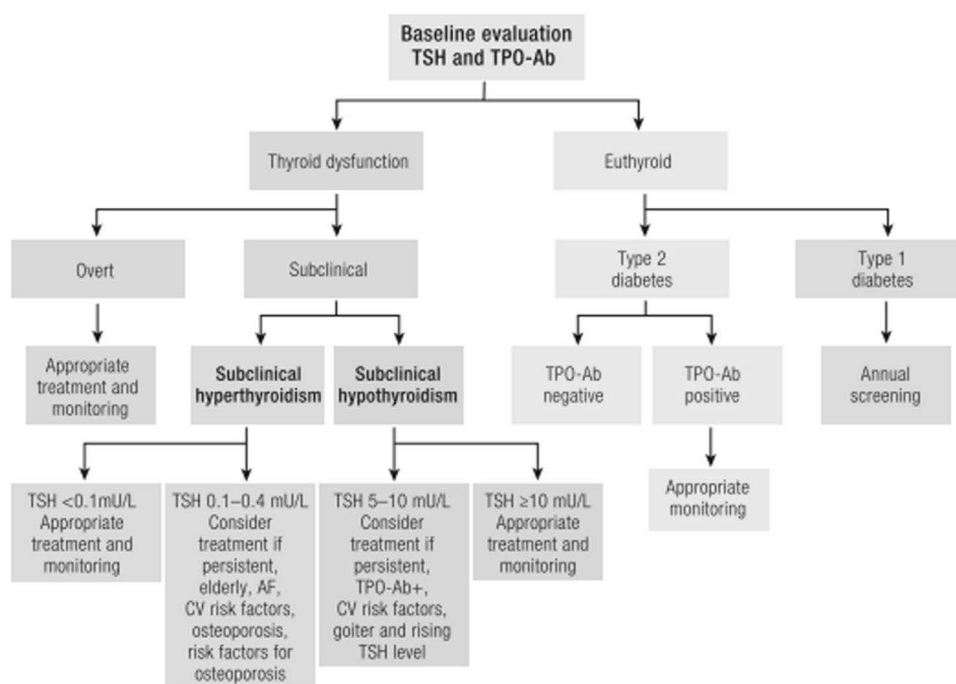 Baseline evaluation
TSH and TPO-Ab
Thyroid dysfunction
Euthyroid
Overt
Subclinical
Type 2
diabetes
Type 1
diabetes
Appropriate
treatment and
monitoring
Subclinical
hyperthyroidism
Subclinical
hypothyroidism
TPO-Ab
negative
TPO-Ab
positive
Annual
screening
TSH <0.1mU/L
Appropriate
treatment and
monitoring
TSH 0.1–0.4 mU/L
Consider
treatment if
persistent,
elderly, AF,
CV risk factors,
osteoporosis,
risk factors for
osteoporosis
TSH 5–10 mU/L
Consider
treatment if
persistent,
TPO-Ab+,
CV risk factors,
goiter and rising
TSH level
TSH ≥10 mU/L
Appropriate
treatment and
monitoring
Appropriate
monitoring